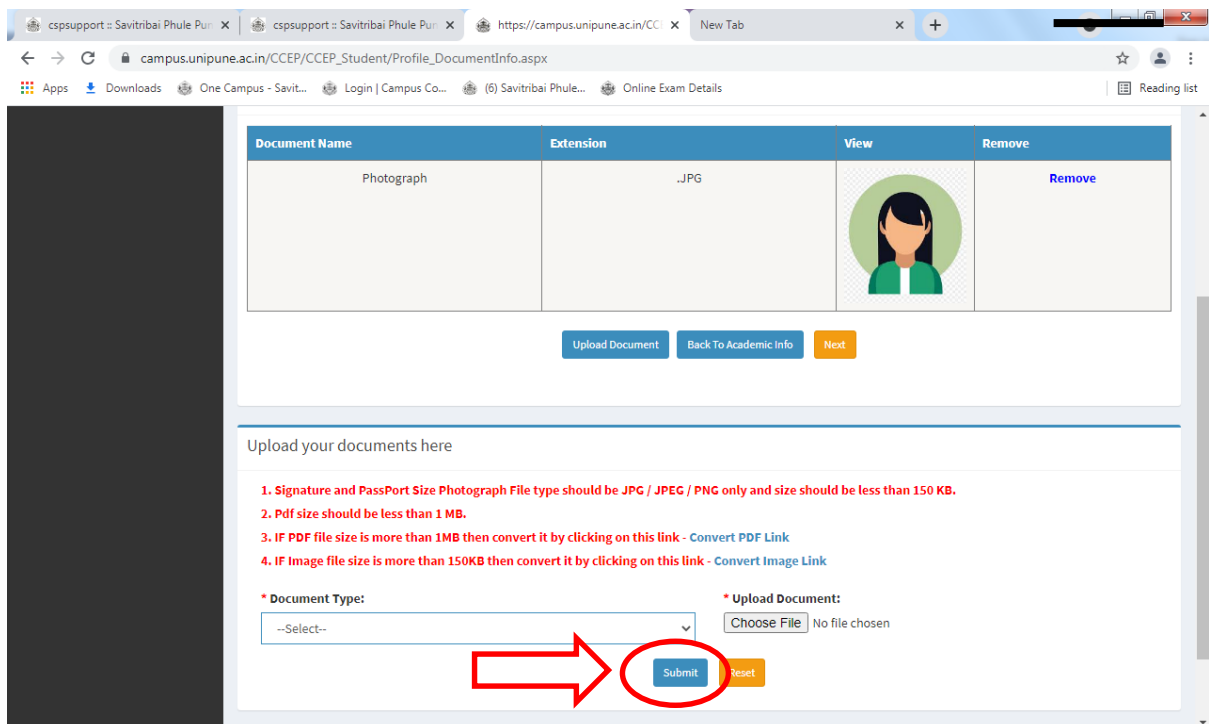 cspsupport :: Savitribai Phule Pun
cspsupport :: Savitribai Phule Pun
https://campus.unipune.ac.in/CCE
New Tab
campus.unipune.ac.in/CCEP/CCEP_Student/Profile_DocumentInfo.aspx
Apps Downloads One Campus - Savit... Login | Campus Co... (6) Savitribai Phule... Online Exam Details Reading list
Document Name Extension View Remove
Photograph .JPG Remove
Upload Document Back To Academic Info Next
Upload your documents here
1. Signature and PassPort Size Photograph File type should be JPG / JPEG / PNG only and size should be less than 150 KB.
2. Pdf size should be less than 1 MB.
3. IF PDF file size is more than 1MB then convert it by clicking on this link - Convert PDF Link
4. IF Image file size is more than 150KB then convert it by clicking on this link - Convert Image Link
* Document Type: * Upload Document:
--Select-- Choose File No file chosen
Submit Reset